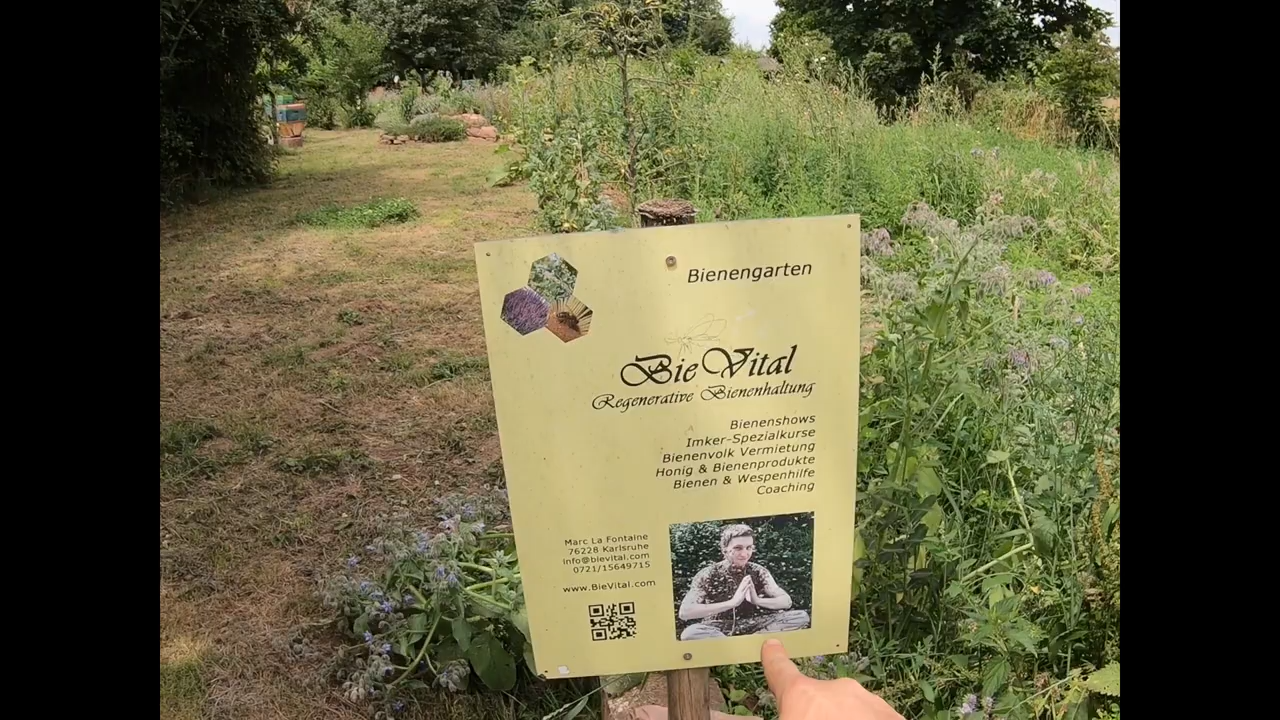 Bienengarten
BieVital
Regenerative Bienenhaltung
Bienenshows
Imker-Spezialkurse
Bienenvolk Vermietung
Honig & Bienenprodukte
Bienen & Wespenhilfe
Coaching
Marc La Fontaine
76228 Karlsruhe
info@bievital.com
0721/15649715
www.BieVital.com